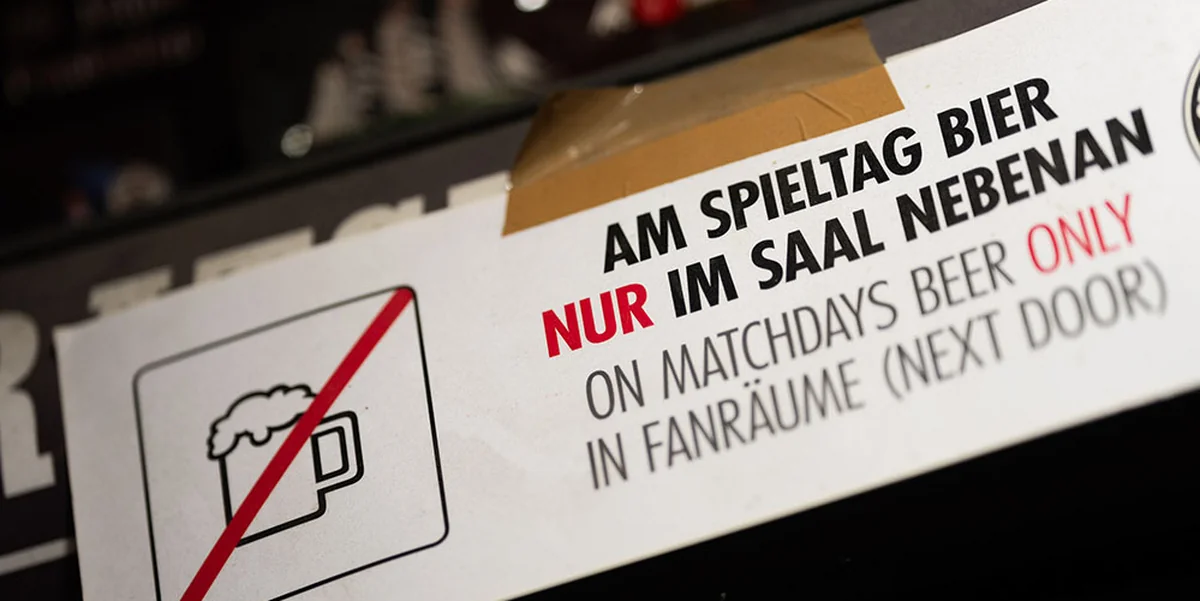 AM SPIELTAG BIER
NUR IM SAAL NEBENAN
ON MATCHDAYS BEER ONLY
IN FANRÄUME (NEXT DOOR)